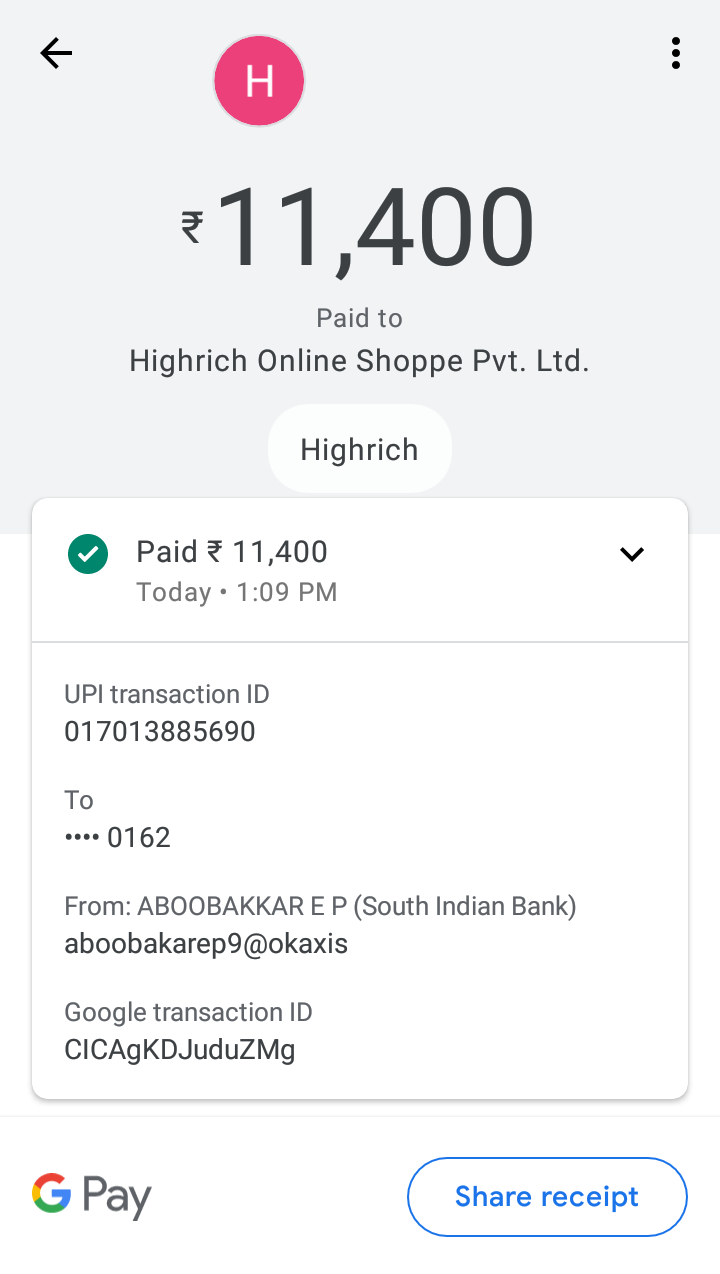 H
₹11,400
Paid to
Highrich Online Shoppe Pvt. Ltd.
Highrich
Paid ₹ 11,400
Today • 1:09 PM
UPI transaction ID
017013885690
To
•••• 0162
From: ABOOBAKKAR E P (South Indian Bank)
aboobakarep9@okaxis
Google transaction ID
CICAgKDJuduZMg
G Pay
Share receipt